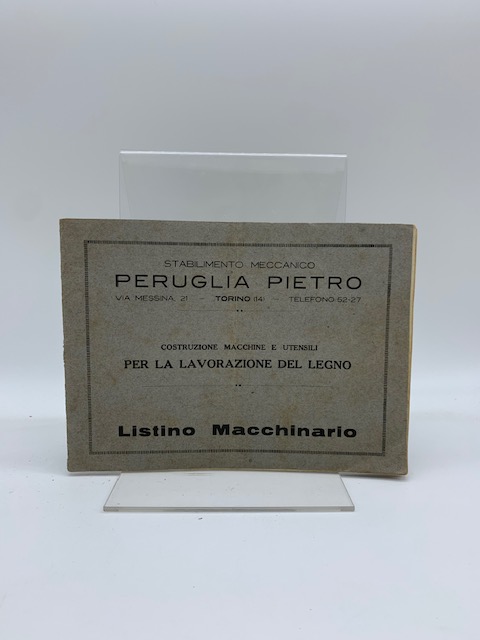 STABILIMENTO MECCANICO
PERUGLIA PIETRO
VIA MESSINA, 21 — TORINO (14) — TELEFONO 52-27
COSTRUZIONE MACCHINE E UTENSILI
PER LA LAVORAZIONE DEL LEGNO
Listino Macchinario